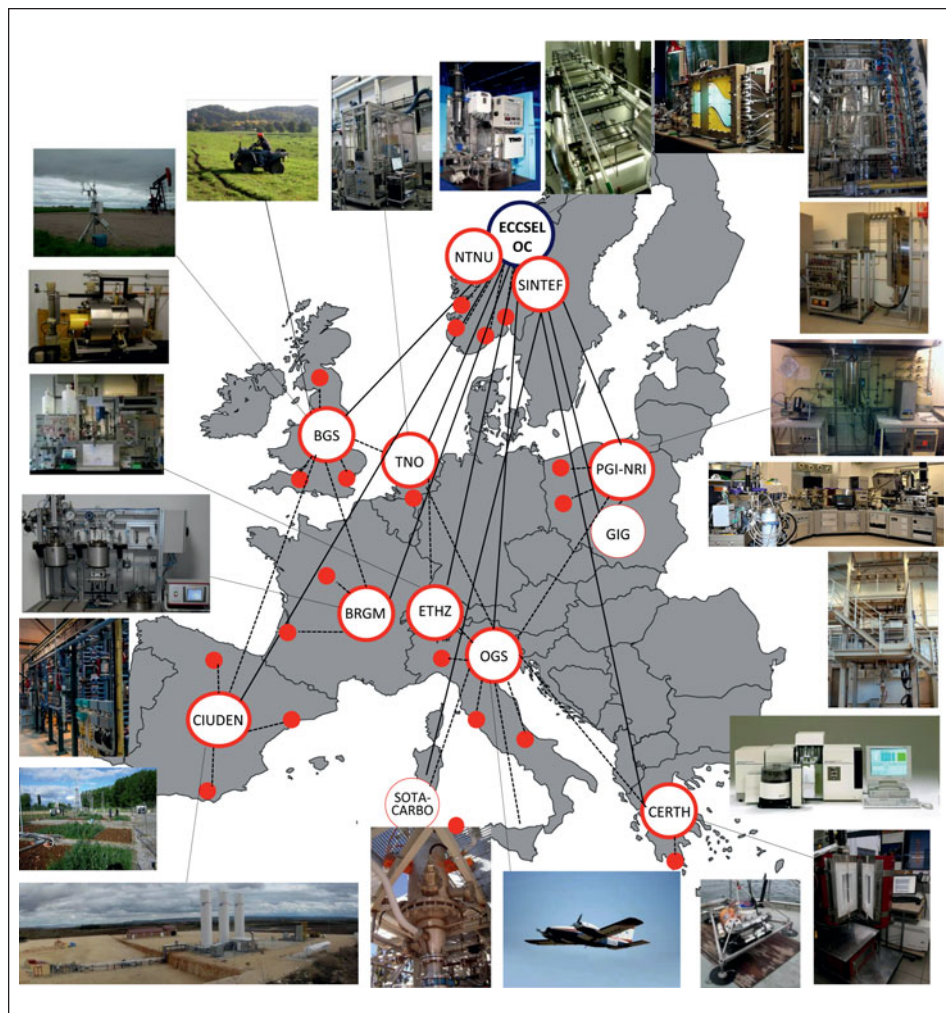 ECCSEL
OC
NTNU
SINTEF
BGS
TNO
PGI-NRI
GIG
BRGM
ETHZ
OGS
CIUDEN
SOTA-
CARBO
CERTH